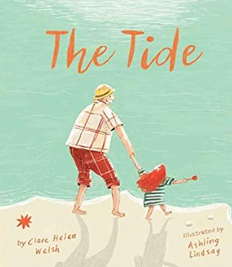 The Tide
by Clare Helen
Welsh
illustrated by
Ashling
Lindsay